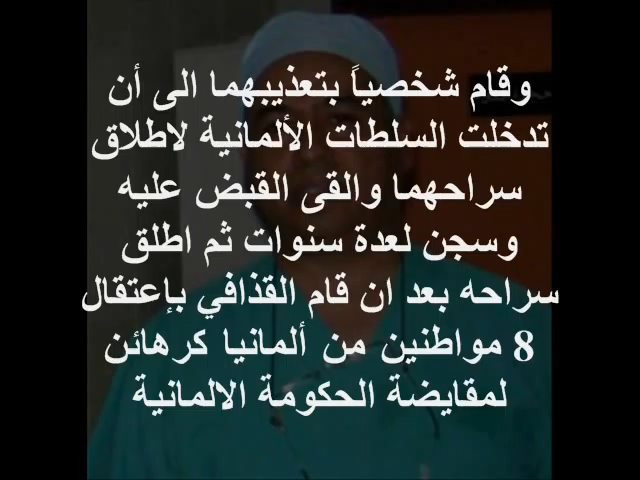 وقام شخصياً بتعذيبهما الى أن
تدخلت السلطات الألمانية لاطلاق
سراحهما والقى القبض عليه
وسجن لعدة سنوات ثم اطلق
سراحه بعد ان قام القذافي بإعتقال
8 مواطنين من ألمانيا كرهائن
لمقايضة الحكومة الالمانية